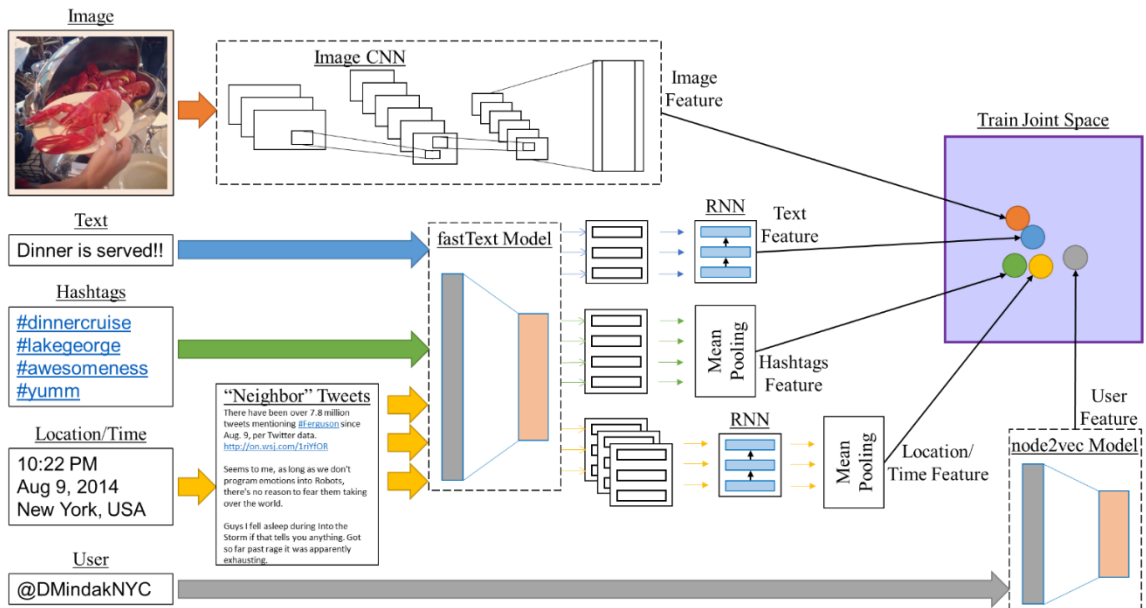 Image
Image CNN
Image
Feature
Train Joint Space
Text
Dinner is served!!
fastText Model
RNN
Text
Feature
Hashtags
#dinnercruise
#lakegeorge
#awesomeness
#yumm
Mean
Pooling
Hashtags
Feature
Location/Time
10:22 PM
Aug 9, 2014
New York, USA
“Neighbor” Tweets
There have been over 7.8 million
tweets mentioning #Ferguson since
Aug. 9, per Twitter data.
http://on.wsj.com/1riYfOR
Seems to me, as long as we don't
program emotions into Robots,
there's no reason to fear them taking
over the world.
Guys I fell asleep during Into the
Storm if that tells you anything. Got
so far past rage it was apparently
exhausting.
RNN
Mean
Pooling
Location/
Time Feature
User
Feature
node2vec Model
User
@DMindakNYC